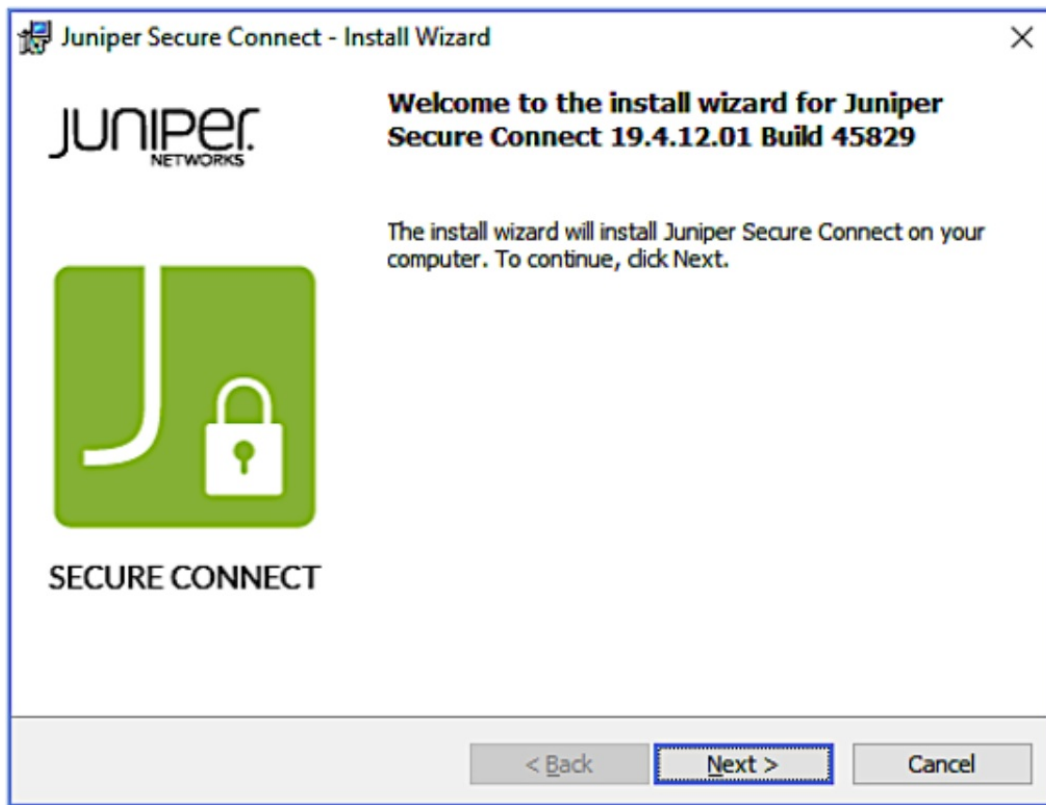 Juniper Secure Connect - Install Wizard
JUNIPER
NETWORKS
Welcome to the install wizard for Juniper
Secure Connect 19.4.12.01 Build 45829
The install wizard will install Juniper Secure Connect on your
computer. To continue, click Next.
J
SECURE CONNECT
< Back
Next >
Cancel